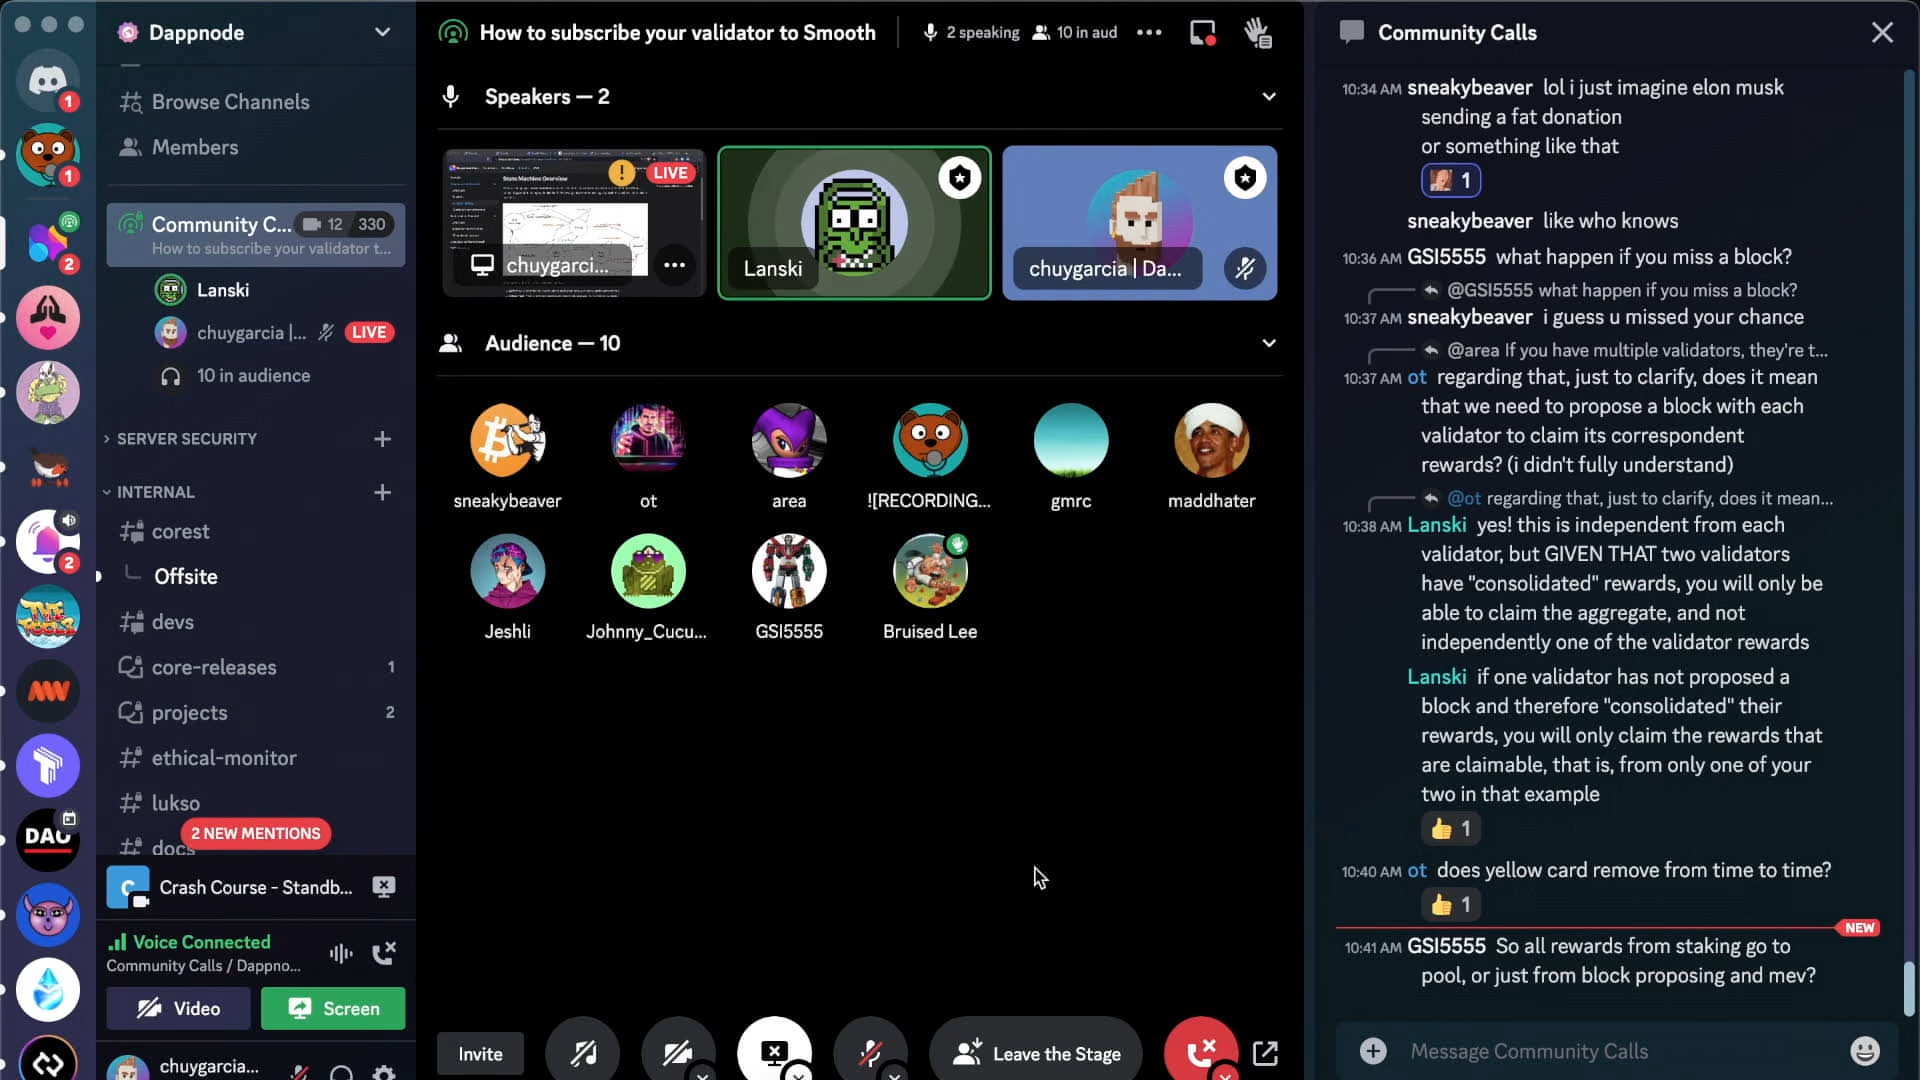 Dappnode
How to subscribe your validator to Smooth
2 speaking
10 in aud
Community Calls
1
1
2
2
THE
POOLZ
DAO
Browse Channels
Members
Community C...
12
330
How to subscribe your validator t...
Lanski
chuygarcia |...
LIVE
10 in audience
SERVER SECURITY
INTERNAL
corest
Offsite
devs
core-releases
1
projects
2
ethical-monitor
lukso
docs
2 NEW MENTIONS
Crash Course - Standb...
Voice Connected
Community Calls / Dappno...
Video
Screen
chuygarcia...
Speakers — 2
State Machine Overview
LIVE
chuygarci...
Lanski
chuygarcia | Da...
Audience — 10
sneakybeaver
ot
area
![RECORDING...
gmrc
maddhater
Jeshli
Johnny_Cucu...
GSI5555
Bruised Lee
Invite
Leave the Stage
10:34 AM sneakybeaver lol i just imagine elon musk
sending a fat donation
or something like that
1
sneakybeaver like who knows
10:36 AM GSI5555 what happen if you miss a block?
@GSI5555 what happen if you miss a block?
10:37 AM sneakybeaver i guess u missed your chance
@area If you have multiple validators, they're t...
10:37 AM ot regarding that, just to clarify, does it mean
that we need to propose a block with each
validator to claim its correspondent
rewards? (i didn't fully understand)
@ot regarding that, just to clarify, does it mean...
10:38 AM Lanski yes! this is independent from each
validator, but GIVEN THAT two validators
have "consolidated" rewards, you will only be
able to claim the aggregate, and not
independently one of the validator rewards
Lanski if one validator has not proposed a
block and therefore "consolidated" their
rewards, you will only claim the rewards that
are claimable, that is, from only one of your
two in that example
1
10:40 AM ot does yellow card remove from time to time?
1
NEW
10:41 AM GSI5555 So all rewards from staking go to
pool, or just from block proposing and mev?
Message Community Calls